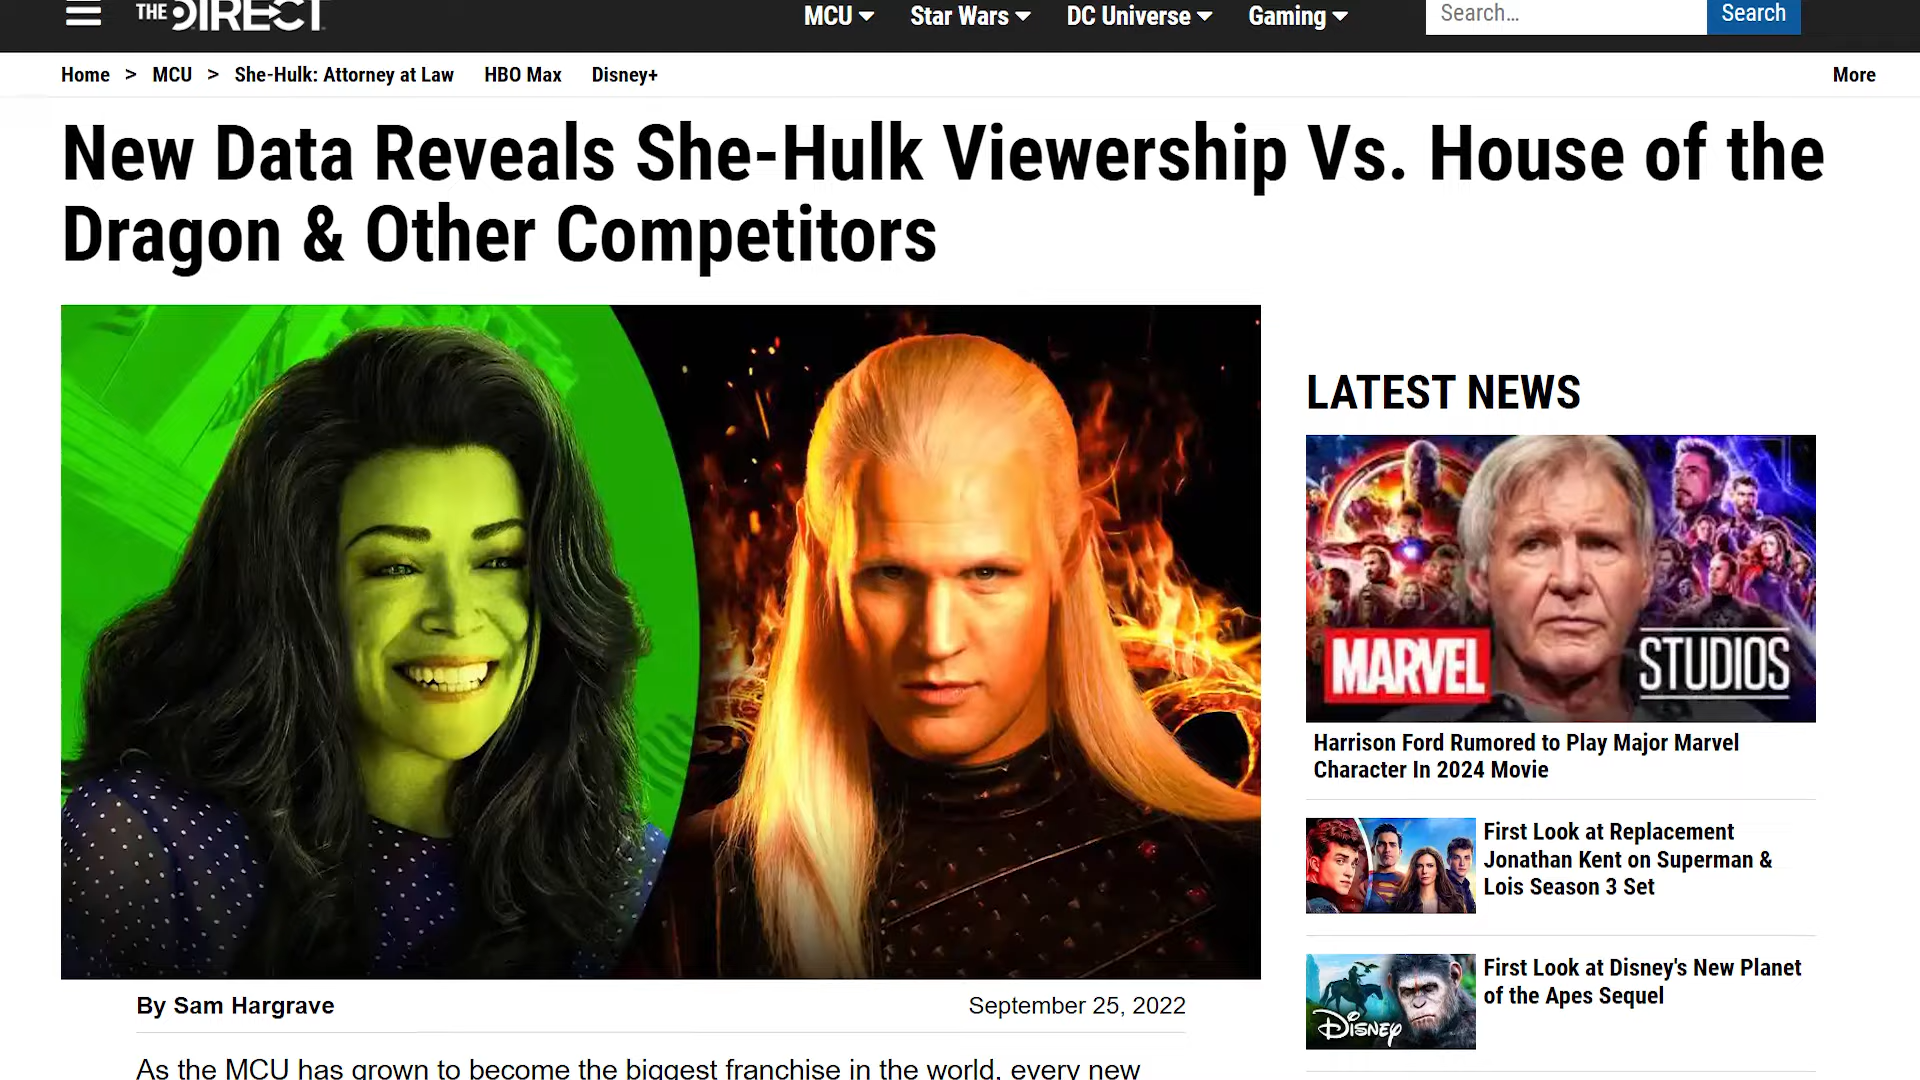 THE DIRECT
MCU
Star Wars
DC Universe
Gaming
Search...
Search
Home > MCU > She-Hulk: Attorney at Law HBO Max Disney+
More
New Data Reveals She-Hulk Viewership Vs. House of the
Dragon & Other Competitors
LATEST NEWS
MARVEL STUDIOS
Harrison Ford Rumored to Play Major Marvel
Character In 2024 Movie
First Look at Replacement
Jonathan Kent on Superman &
Lois Season 3 Set
First Look at Disney's New Planet
of the Apes Sequel
Disney
By Sam Hargrave
September 25, 2022
As the MCU has grown to become the biggest franchise in the world, every new